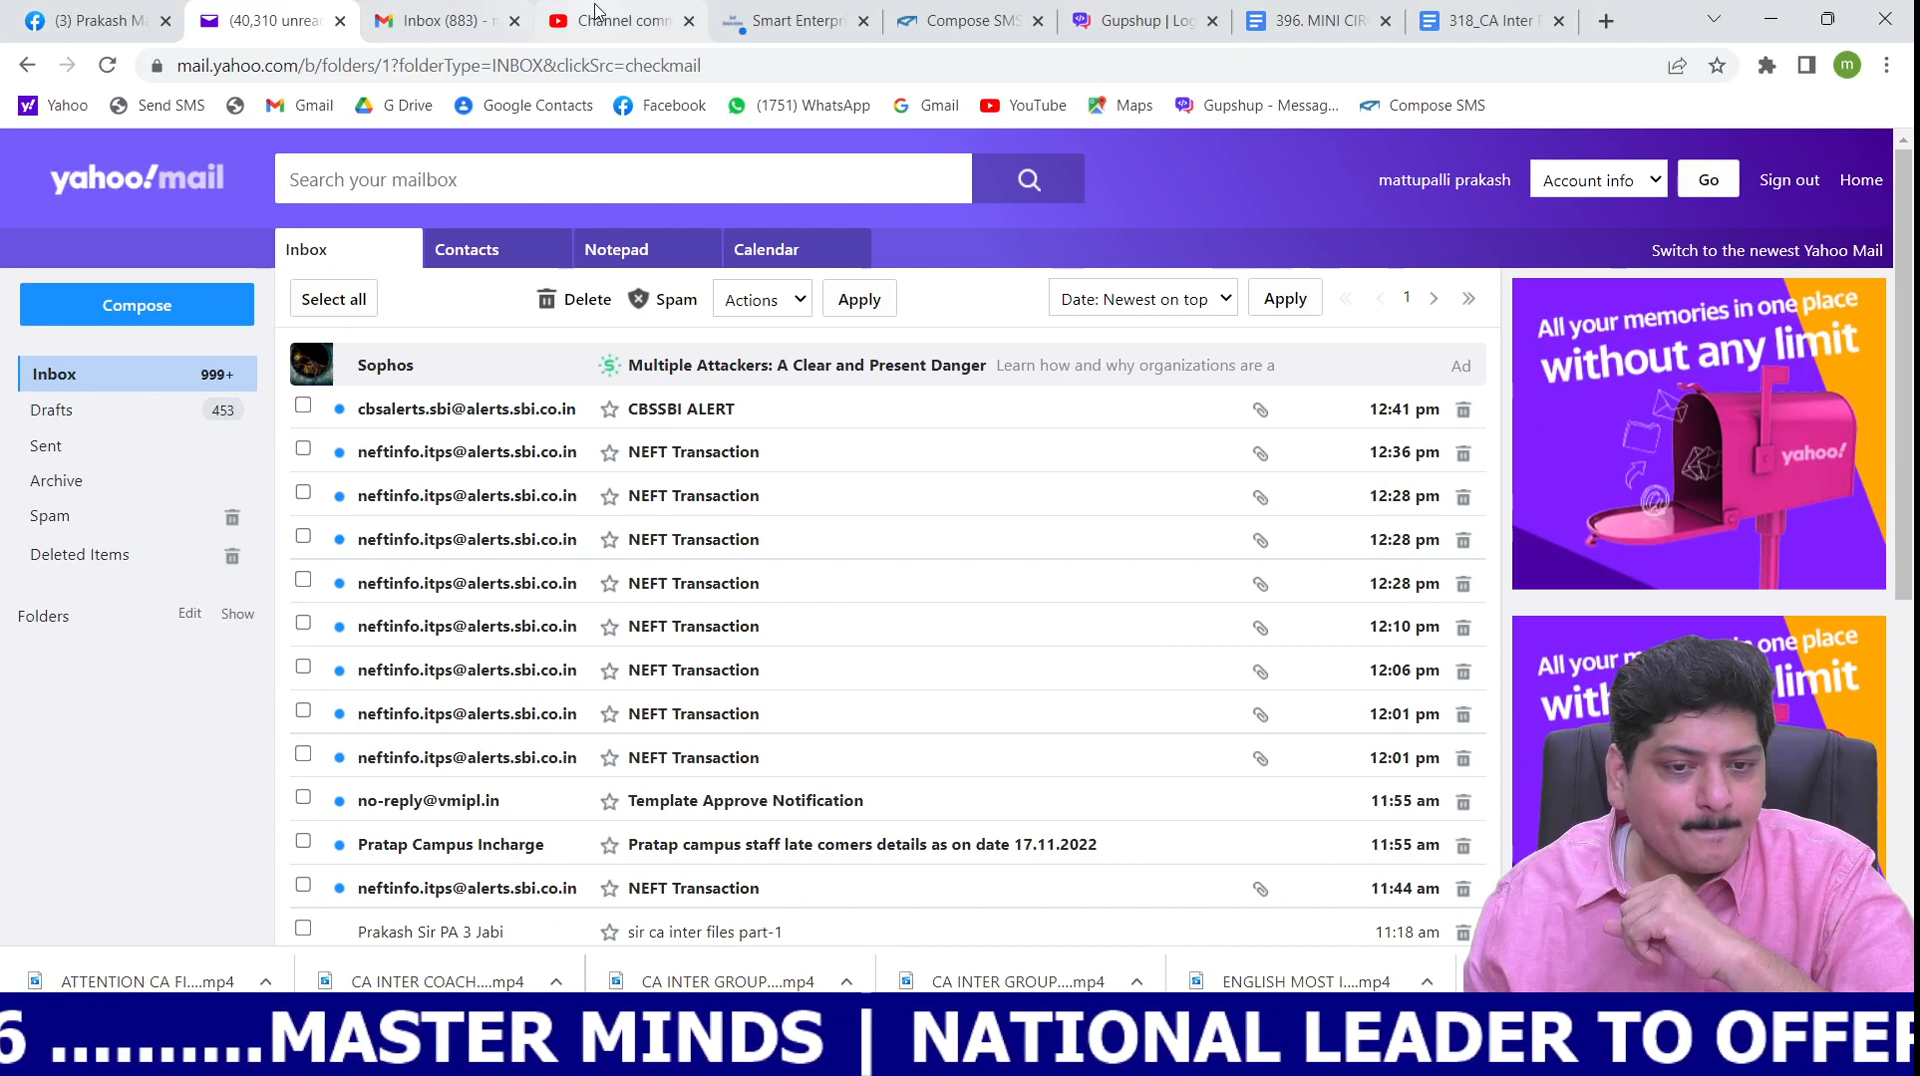 (3) Prakash Ma
(40,310 unrea
Inbox (883) - n
Channel comm
Smart Enterpri
Compose SMS
Gupshup | Log
396. MINI CIR
318_CA Inter P
mail.yahoo.com/b/folders/1?folderType=INBOX&clickSrc=checkmail
m
Yahoo
Send SMS
Gmail
G Drive
Google Contacts
Facebook
(1751) WhatsApp
Gmail
YouTube
Maps
Gupshup - Messag...
Compose SMS
yahoo!mail
Search your mailbox
mattupalli prakash
Account info
Go
Sign out
Home
Inbox
Contacts
Notepad
Calendar
Switch to the newest Yahoo Mail
Compose
Select all
Delete
Spam
Actions
Apply
Date: Newest on top
Apply
1
Inbox 999+
Drafts 453
Sent
Archive
Spam
Deleted Items
Folders Edit Show
Sophos Multiple Attackers: A Clear and Present Danger Learn how and why organizations are a Ad
cbsalerts.sbi@alerts.sbi.co.in CBSSBI ALERT 12:41 pm
neftinfo.itps@alerts.sbi.co.in NEFT Transaction 12:36 pm
neftinfo.itps@alerts.sbi.co.in NEFT Transaction 12:28 pm
neftinfo.itps@alerts.sbi.co.in NEFT Transaction 12:28 pm
neftinfo.itps@alerts.sbi.co.in NEFT Transaction 12:28 pm
neftinfo.itps@alerts.sbi.co.in NEFT Transaction 12:10 pm
neftinfo.itps@alerts.sbi.co.in NEFT Transaction 12:06 pm
neftinfo.itps@alerts.sbi.co.in NEFT Transaction 12:01 pm
neftinfo.itps@alerts.sbi.co.in NEFT Transaction 12:01 pm
no-reply@vmipl.in Template Approve Notification 11:55 am
Pratap Campus Incharge Pratap campus staff late comers details as on date 17.11.2022 11:55 am
neftinfo.itps@alerts.sbi.co.in NEFT Transaction 11:44 am
Prakash Sir PA 3 Jabi sir ca inter files part-1 11:18 am
All your memories in one place
without any limit
yahoo!
All your m one place
with limit
ATTENTION CA FI....mp4
CA INTER COACH....mp4
CA INTER GROUP....mp4
CA INTER GROUP....mp4
ENGLISH MOST I....mp4
6 ..........MASTER MINDS | NATIONAL LEADER TO OFFER